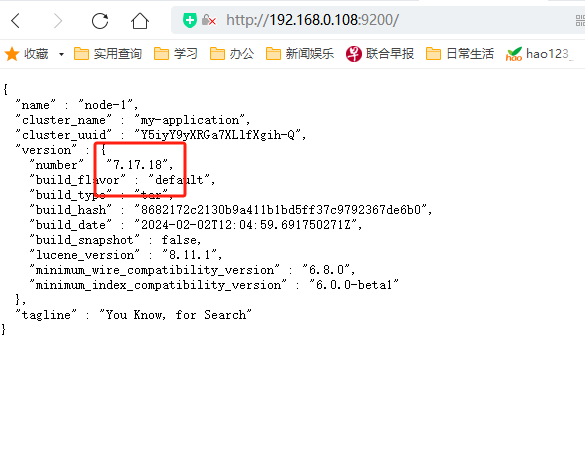 http://192.168.0.108:9200/
收藏 实用查询 学习 办公 新闻娱乐 联合早报 日常生活 hao123_
{
"name" : "node-1",
"cluster_name" : "my-application",
"cluster_uuid" : "Y5iyY9yXRGa7XLlfXgih-Q",
"version" : {
"number" : "7.17.18",
"build_flavor" : "default",
"build_type" : "tar",
"build_hash" : "8682172c2130b9a411b1bd5ff37c9792367de6b0",
"build_date" : "2024-02-02T12:04:59.691750271Z",
"build_snapshot" : false,
"lucene_version" : "8.11.1",
"minimum_wire_compatibility_version" : "6.8.0",
"minimum_index_compatibility_version" : "6.0.0-beta1"
},
"tagline" : "You Know, for Search"
}